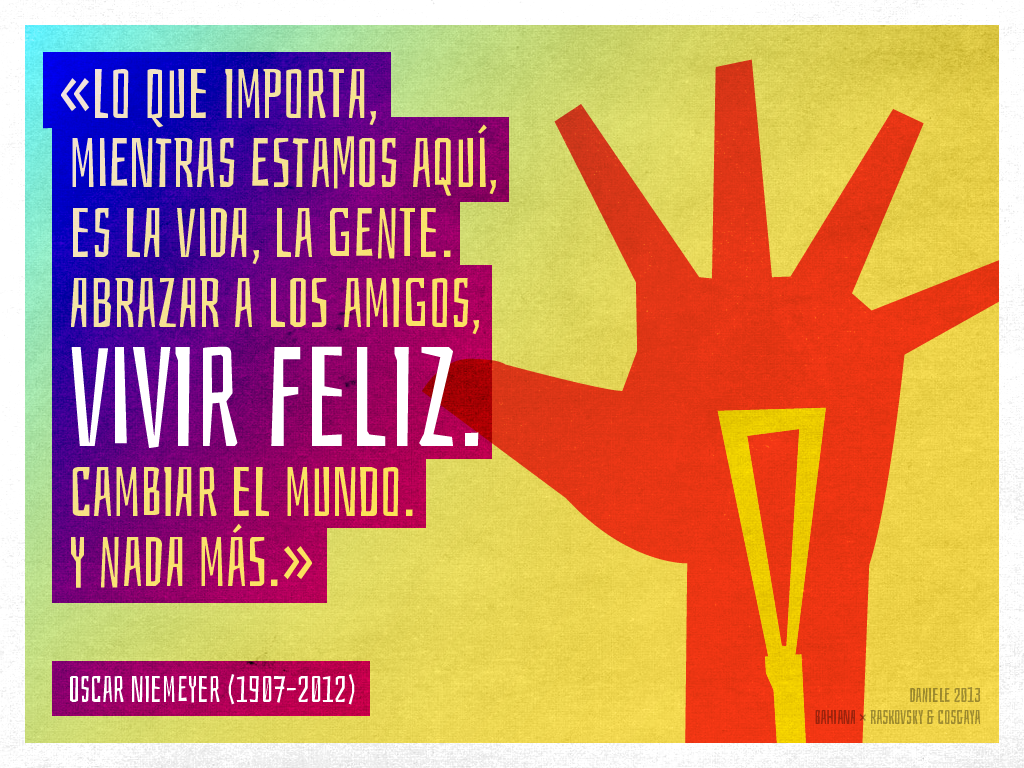 «LO QUE IMPORTA,
MIENTRAS ESTAMOS AQUÍ,
ES LA VIDA, LA GENTE.
ABRAZAR A LOS AMIGOS,
VIVIR FELIZ.
CAMBIAR EL MUNDO.
Y NADA MÁS.»
OSCAR NIEMEYER (1907-2012)
DANIELE 2013
BAHIANA × RASKOVSKY & COSGAYA